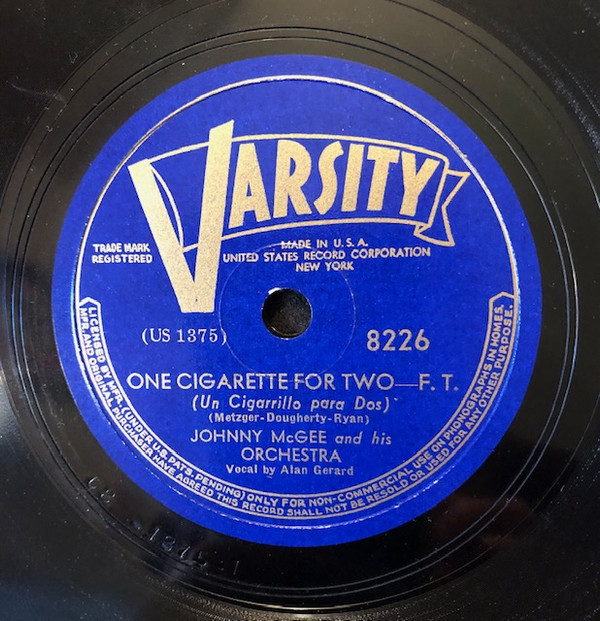 VARSITY
TRADE MARK
REGISTERED
MADE IN U.S.A.
UNITED STATES RECORD CORPORATION
NEW YORK
(US 1375)
8226
ONE CIGARETTE FOR TWO—F. T.
(Un Cigarrillo para Dos)
(Metzger-Dougherty-Ryan)
JOHNNY McGEE and his
ORCHESTRA
Vocal by Alan Gerard
LICENSED BY MFR. (UNDER U.S. PATS. PENDING) ONLY FOR NON-COMMERCIAL USE ON PHONOGRAPHS IN HOMES.
MFR. AND ORIGINAL PURCHASER HAVE AGREED THIS RECORD SHALL NOT BE RESOLD OR USED FOR ANY OTHER PURPOSE.